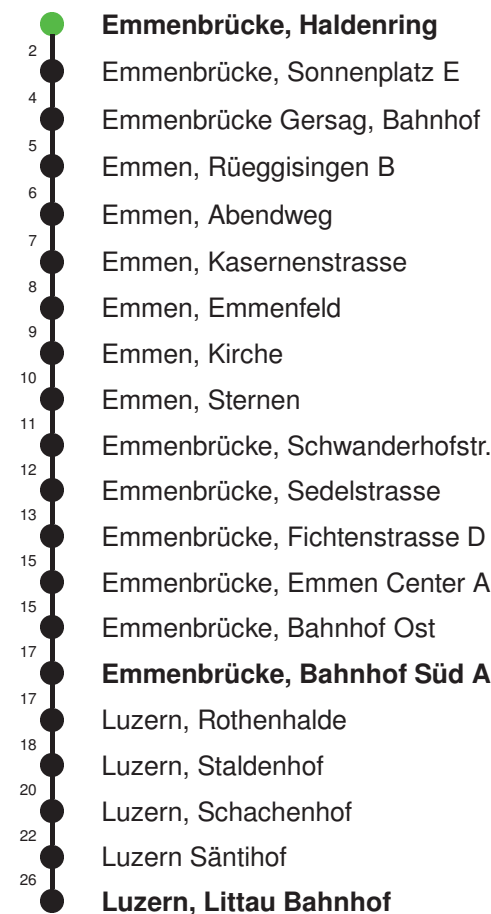 Emmenbrücke, Haldenring
2
Emmenbrücke, Sonnenplatz E
4
Emmenbrücke Gersag, Bahnhof
5
Emmen, Rüeggisingen B
6
Emmen, Abendweg
7
Emmen, Kasernenstrasse
8
Emmen, Emmenfeld
9
Emmen, Kirche
10
Emmen, Sternen
11
Emmenbrücke, Schwanderhofstr.
12
Emmenbrücke, Sedelstrasse
13
Emmenbrücke, Fichtenstrasse D
15
Emmenbrücke, Emmen Center A
15
Emmenbrücke, Bahnhof Ost
17
Emmenbrücke, Bahnhof Süd A
17
Luzern, Rothenhalde
18
Luzern, Staldenhof
20
Luzern, Schachenhof
22
Luzern Säntihof
26
Luzern, Littau Bahnhof